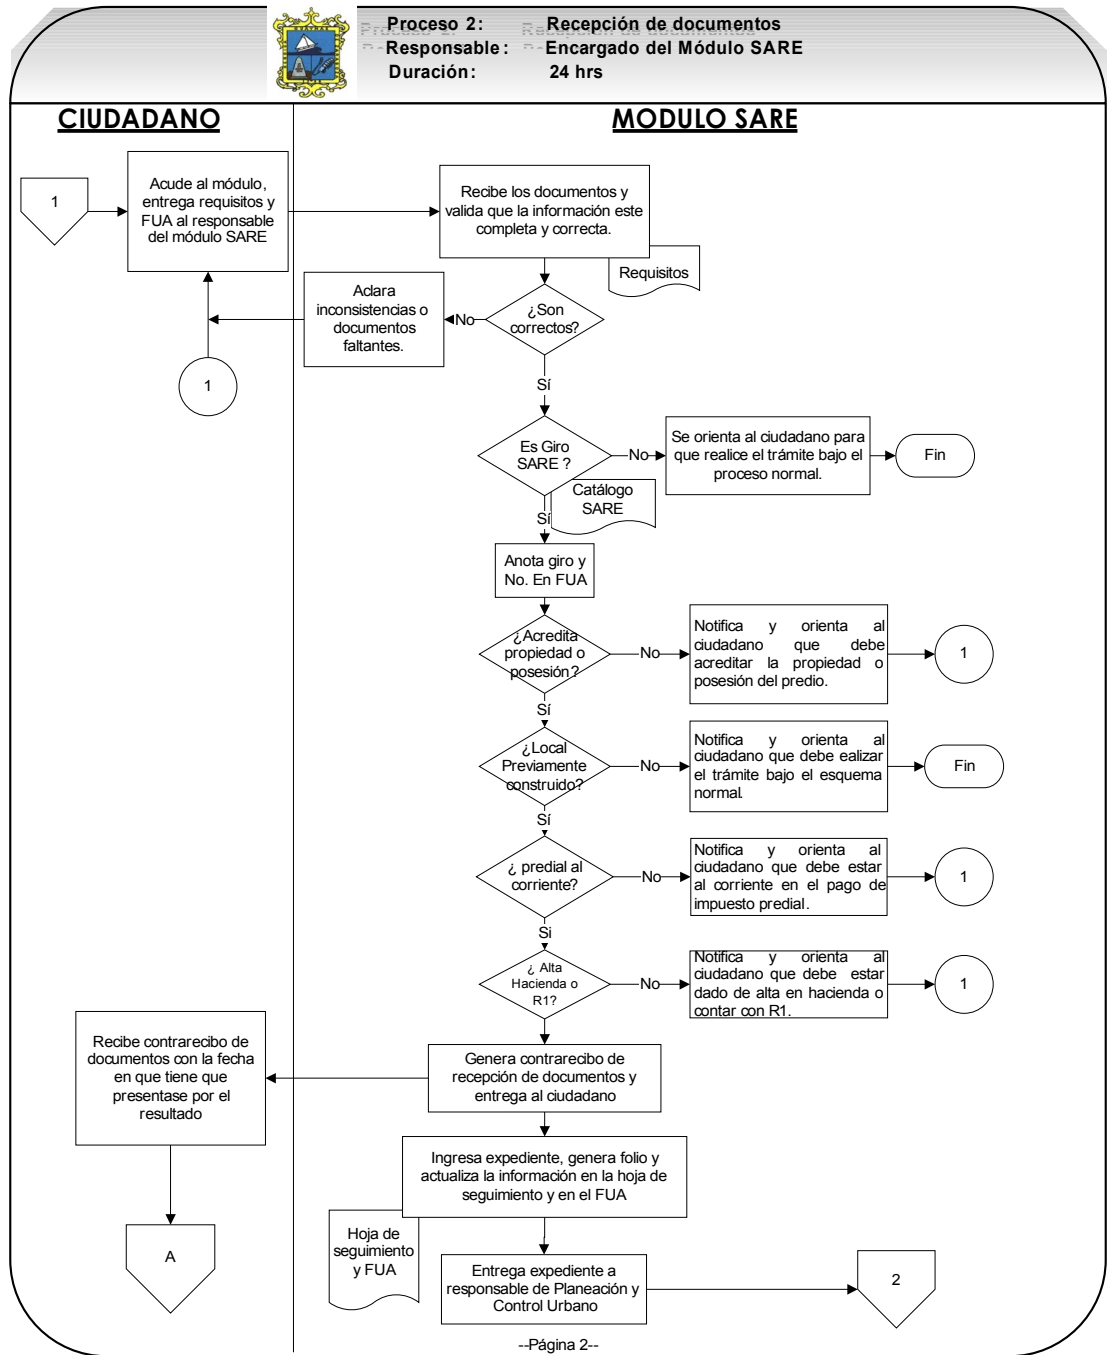 Proceso 2: Recepción de documentos
Responsable: Encargado del Módulo SARE
Duración: 24 hrs
CIUDADANO
MODULO SARE
1
Acude al módulo,
entrega requisitos y
FUA al responsable
del módulo SARE
Recibe los documentos y
valida que la información este
completa y correcta.
Requisitos
¿Son
correctos?
No
Aclara
inconsistencias o
documentos
faltantes.
1
Sí
Es Giro
SARE ?
No
Se orienta al ciudadano para
que realice el trámite bajo el
proceso normal.
Fin
Catálogo
SARE
Sí
Anota giro y
No. En FUA
¿Acredita
propiedad o
posesión?
No
Notifica y orienta al
ciudadano que debe
acreditar la propiedad o
posesión del predio.
1
Sí
¿Local
Previamente
construido?
No
Notifica y orienta al
ciudadano que debe ealizar
el trámite bajo el esquema
normal.
Fin
Sí
¿ predial al
corriente?
No
Notifica y orienta al
ciudadano que debe estar
al corriente en el pago de
impuesto predial.
1
Si
¿ Alta
Hacienda o
R1?
No
Notifica y orienta al
ciudadano que debe estar
dado de alta en hacienda o
contar con R1.
1
Genera contrarecibo de
recepción de documentos y
entrega al ciudadano
Recibe contrarecibo de
documentos con la fecha
en que tiene que
presentase por el
resultado
A
Ingresa expediente, genera folio y
actualiza la información en la hoja de
seguimiento y en el FUA
Hoja de
seguimiento
y FUA
Entrega expediente a
responsable de Planeación y
Control Urbano
2
--Página 2--